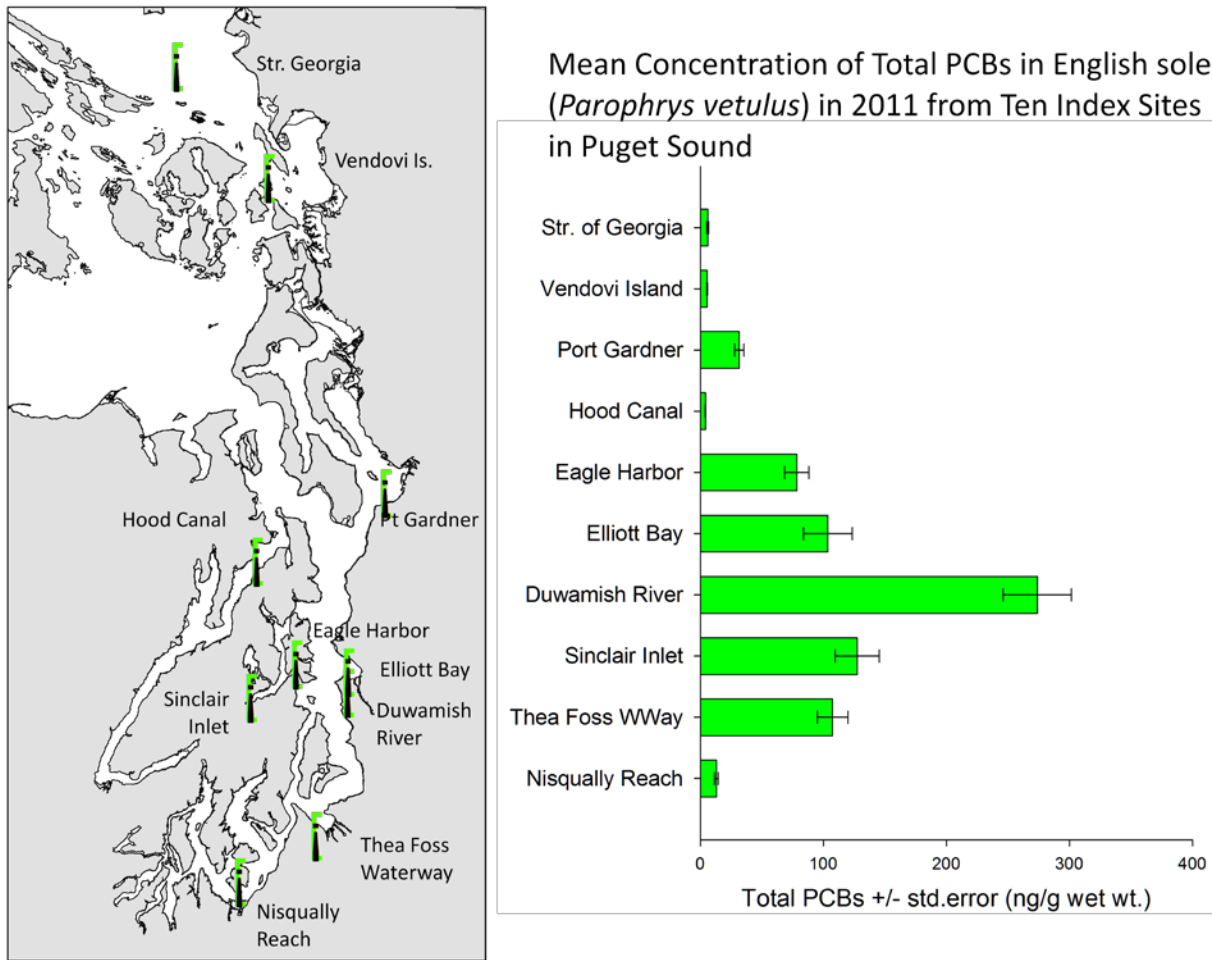 Str. Georgia
Vendovi Is.
Hood Canal
Pt Gardner
Eagle Harbor
Elliott Bay
Sinclair
Inlet
Duwamish
River
Thea Foss
Waterway
Nisqually
Reach
Mean Concentration of Total PCBs in English sole
(Parophrys vetulus) in 2011 from Ten Index Sites
in Puget Sound
Str. of Georgia
Vendovi Island
Port Gardner
Hood Canal
Eagle Harbor
Elliott Bay
Duwamish River
Sinclair Inlet
Thea Foss WWay
Nisqually Reach
0 100 200 300 400
Total PCBs +/- std.error (ng/g wet wt.)